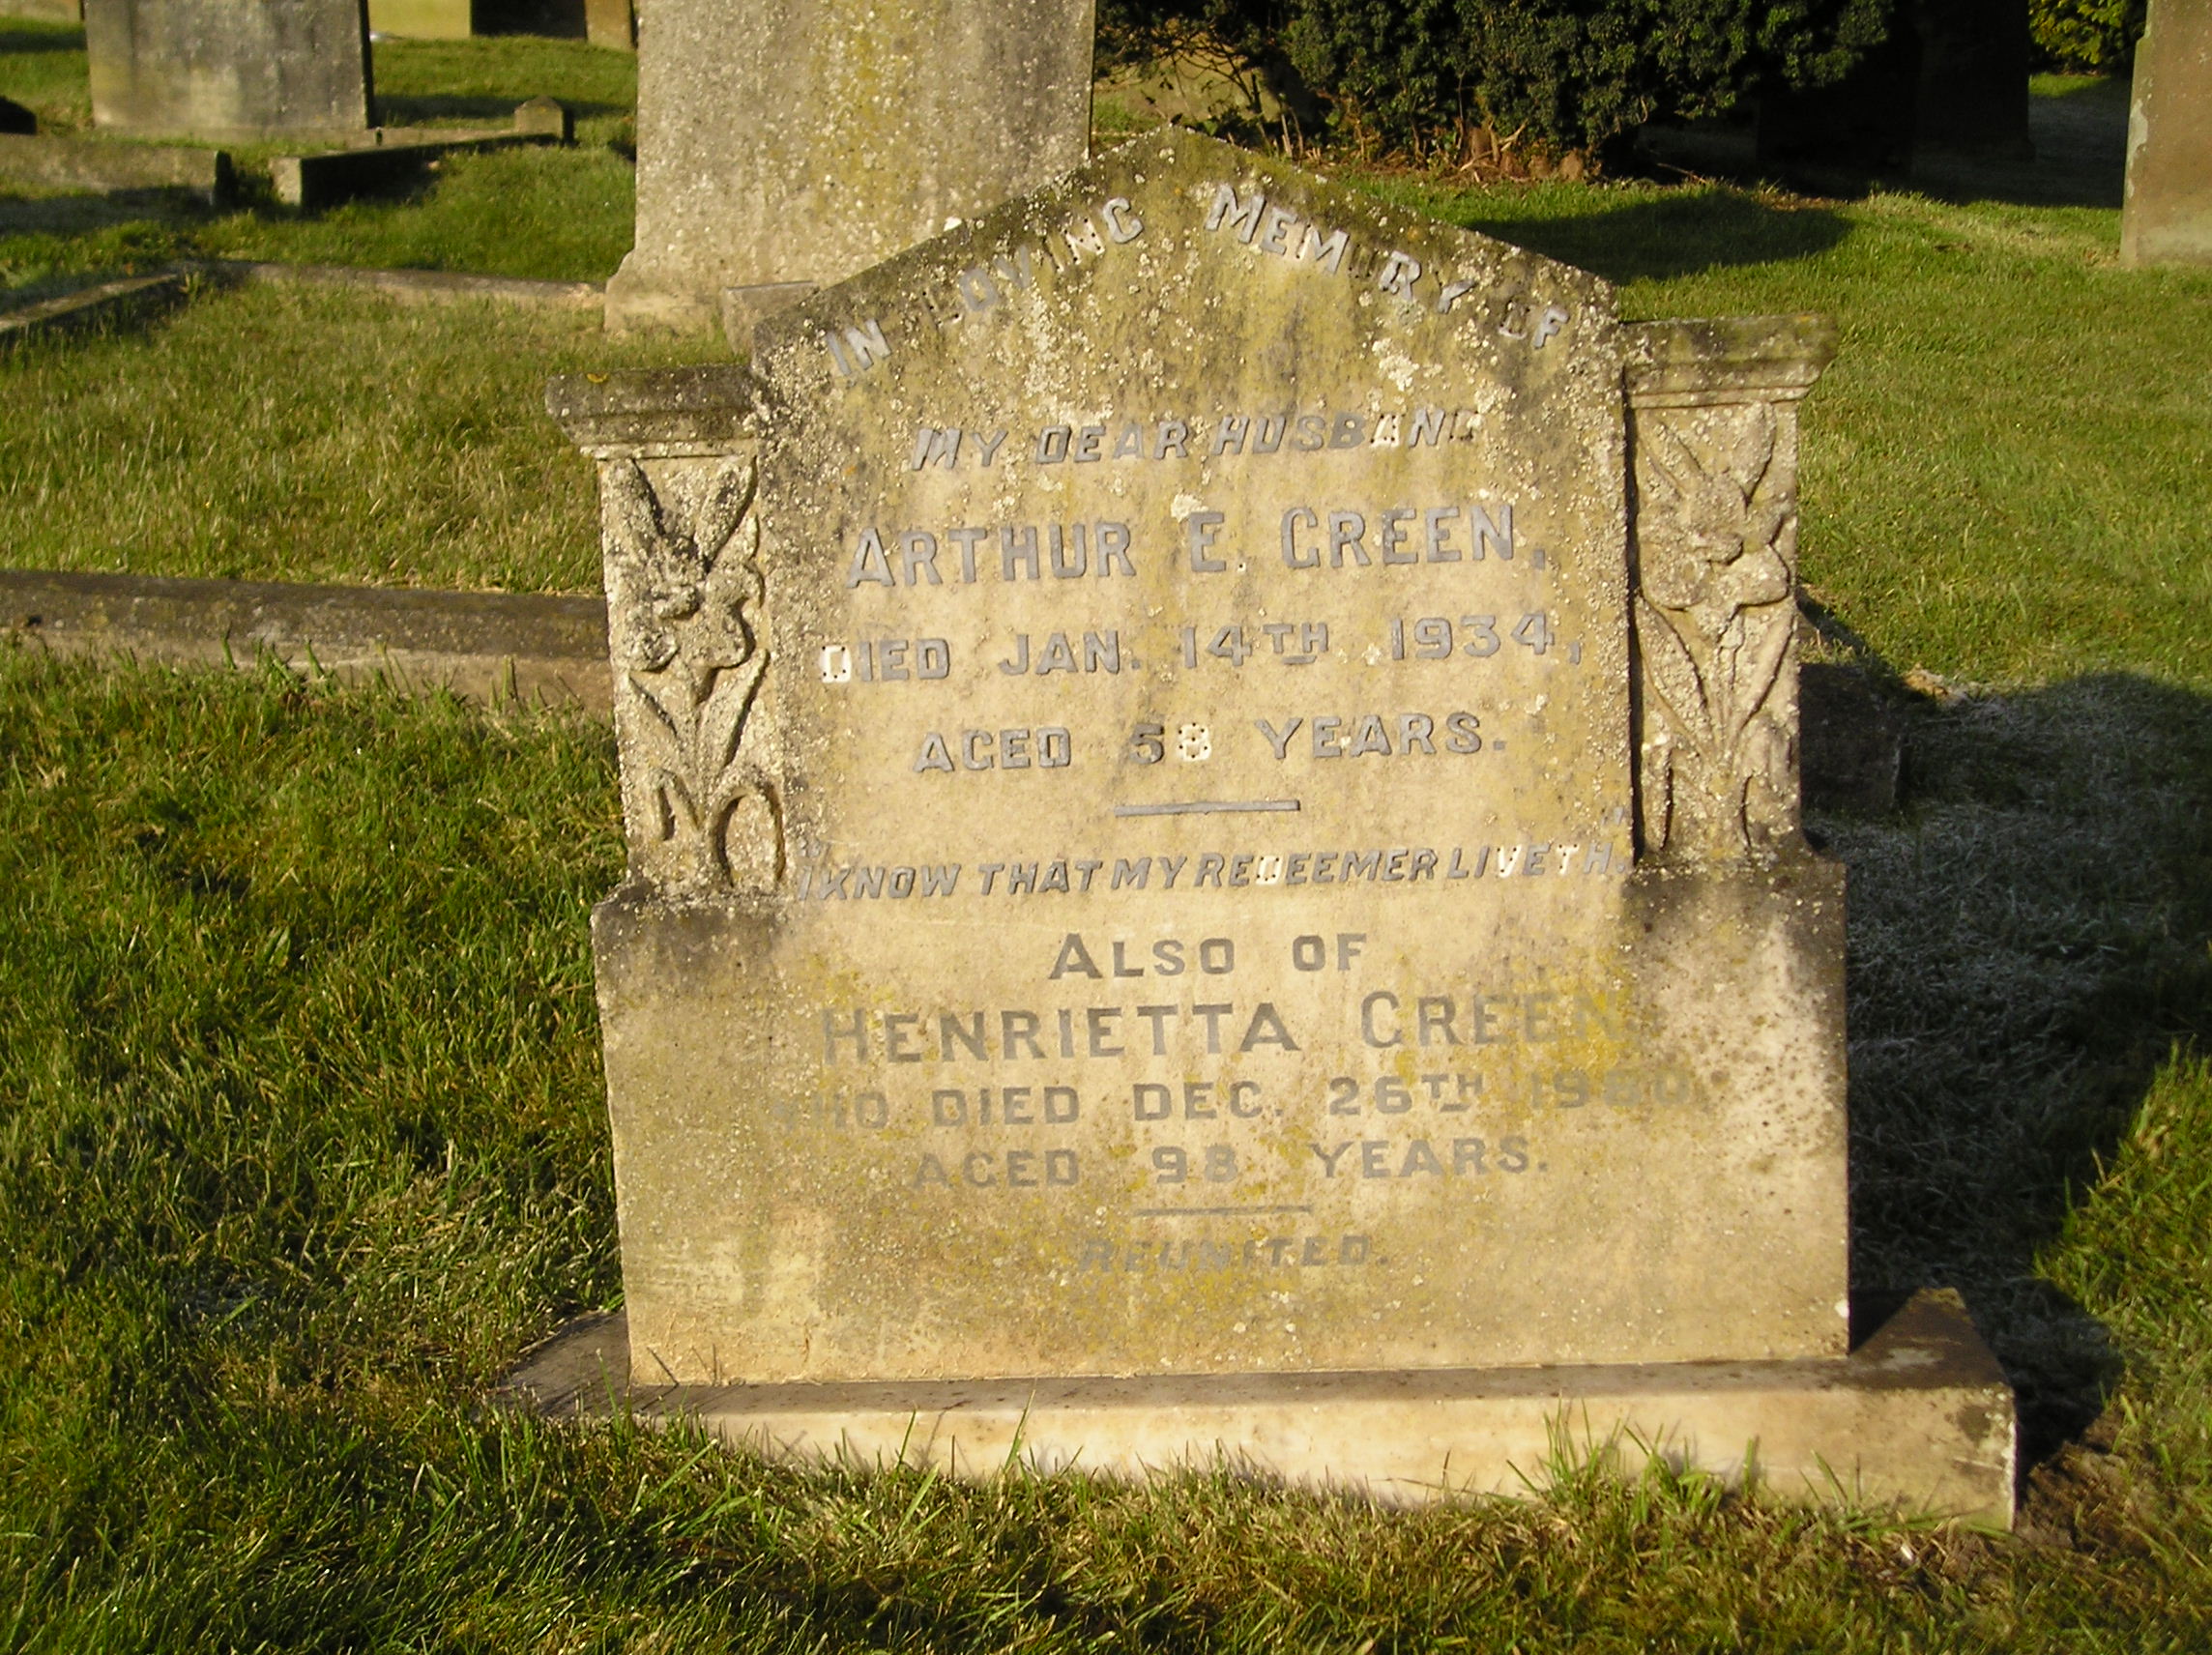 IN LOVING MEMORY OF
MY DEAR HUSBAND
ARTHUR E. GREEN,
DIED JAN. 14TH 1934,
AGED 58 YEARS.
"I KNOW THAT MY REDEEMER LIVETH."
ALSO OF
HENRIETTA GREEN,
WHO DIED DEC. 26TH
AGED 98 YEARS.
REUNITED.